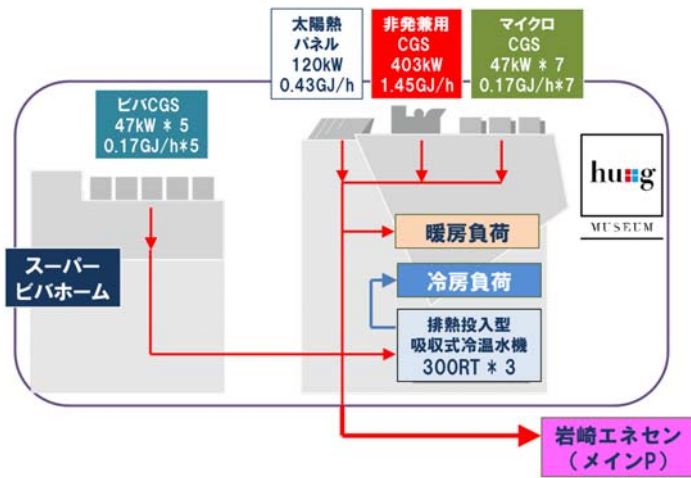 太陽熱
パネル
120kW
0.43GJ/h
非発兼用
CGS
403kW
1.45GJ/h
マイクロ
CGS
47kW * 7
0.17GJ/h*7
ビバCGS
47kW * 5
0.17GJ/h*5
hug
MUSEUM
暖房負荷
スーパー
ビバホーム
冷房負荷
排熱投入型
吸収式冷温水機
300RT * 3
岩崎エネセン
（メインP）